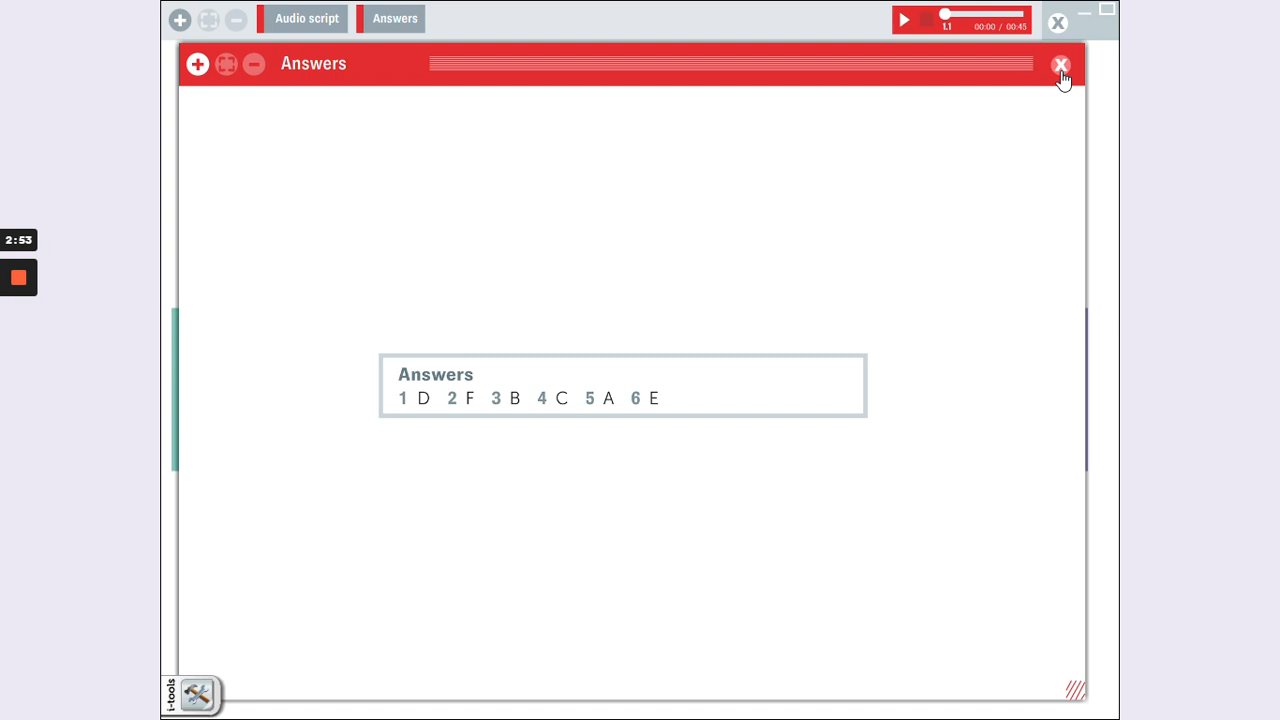 Audio script Answers
1.1 00:00 / 00:45
X
Answers
X
2:53
Answers
1 D 2 F 3 B 4 C 5 A 6 E
i-tools